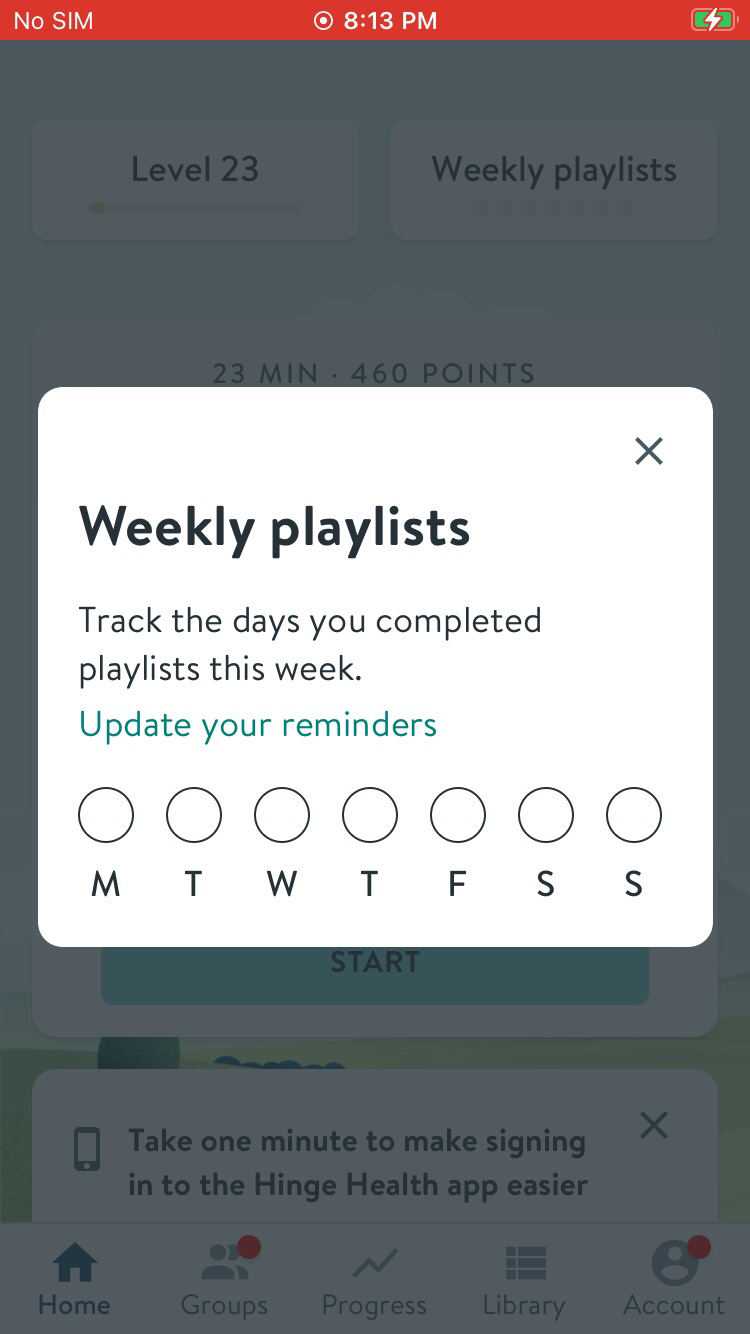 No SIM 8:13 PM
Level 23 Weekly playlists
23 MIN · 460 POINTS
Weekly playlists
Track the days you completed
playlists this week.
Update your reminders
M T W T F S S
START
Take one minute to make signing
in to the Hinge Health app easier
Home Groups Progress Library Account